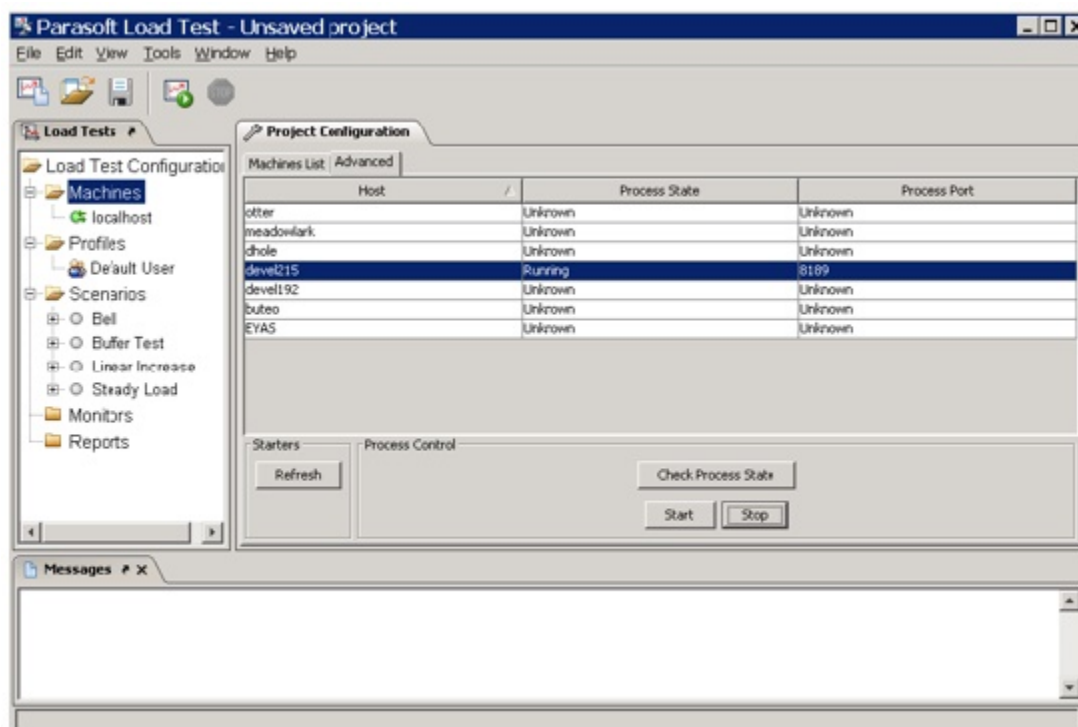 Parasoft Load Test - Unsaved project
File Edit View Tools Window Help
Load Tests
Load Test Configuration
Machines
localhost
Profiles
Default User
Scenarios
Bell
Buffer Test
Linear Increase
Steady Load
Monitors
Reports
Project Configuration
Machines List Advanced
Host Process State Process Port
otter Unknown Unknown
meadowlark Unknown Unknown
dhole Unknown Unknown
devel215 Running 8189
devel192 Unknown Unknown
buteo Unknown Unknown
EYAS Unknown Unknown
Starters Process Control
Refresh
Check Process State
Start Stop
Messages